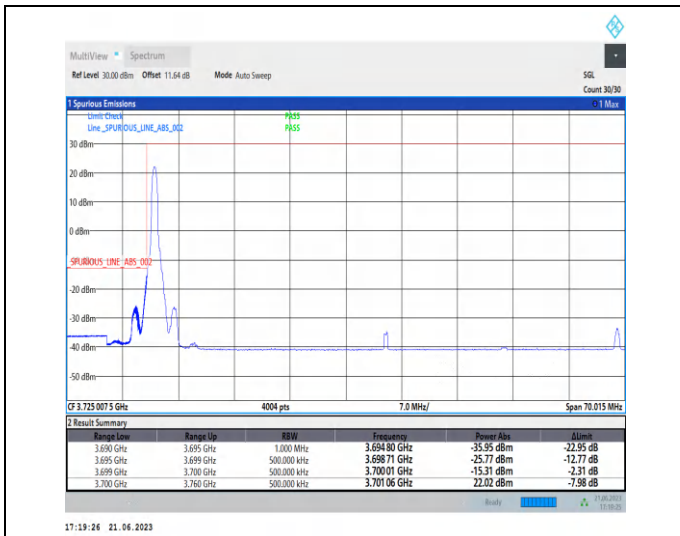 MultiView Spectrum
Ref Level 30.00 dBm Offset 11.64 dB Mode Auto Sweep SGL
Count 30/30
1 Spurious Emissions 1 Max
Limit Check PASS
Line _SPURIOUS_LINE_ABS_002 PASS
30 dBm
20 dBm
10 dBm
0 dBm
_SPURIOUS_LINE_ABS_002
-20 dBm
-30 dBm
-40 dBm
-50 dBm
CF 3.725 007 5 GHz 4004 pts 7.0 MHz/ Span 70.015 MHz
2 Result Summary
Range Low Range Up RBW Frequency Power Abs ΔLimit
3.690 GHz 3.695 GHz 1.000 MHz 3.694 80 GHz -35.95 dBm -22.95 dB
3.695 GHz 3.699 GHz 500.000 kHz 3.698 71 GHz -25.77 dBm -12.77 dB
3.699 GHz 3.700 GHz 500.000 kHz 3.700 01 GHz -15.31 dBm -2.31 dB
3.700 GHz 3.760 GHz 500.000 kHz 3.701 06 GHz 22.02 dBm -7.98 dB
Ready 21.06.2023
17:19:25
17:19:26 21.06.2023